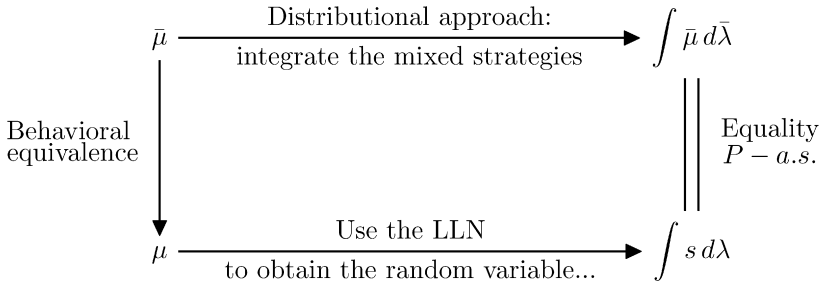 Distributional approach:
μ̄
integrate the mixed strategies
∫ μ̄ dλ̄
Behavioral
equivalence
Equality
P − a.s.
Use the LLN
μ
to obtain the random variable...
∫ s dλ